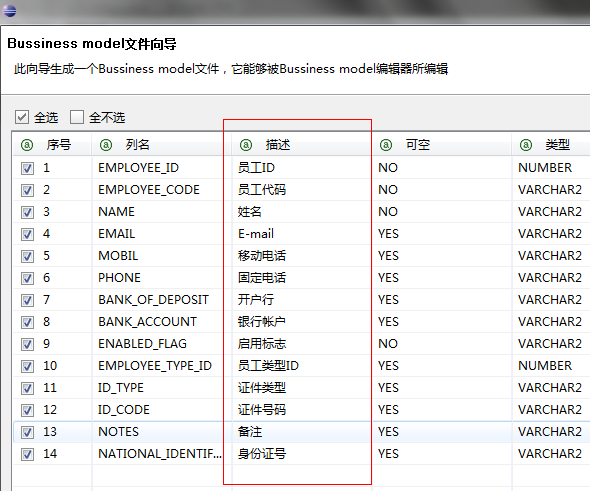 Bussiness model文件向导
此向导生成一个Bussiness model文件，它能够被Bussiness model编辑器所编辑
全选 全不选
序号 列名 描述 可空 类型
1 EMPLOYEE_ID 员工ID NO NUMBER
2 EMPLOYEE_CODE 员工代码 NO VARCHAR2
3 NAME 姓名 NO VARCHAR2
4 EMAIL E-mail YES VARCHAR2
5 MOBIL 移动电话 YES VARCHAR2
6 PHONE 固定电话 YES VARCHAR2
7 BANK_OF_DEPOSIT 开户行 YES VARCHAR2
8 BANK_ACCOUNT 银行帐户 YES VARCHAR2
9 ENABLED_FLAG 启用标志 NO VARCHAR2
10 EMPLOYEE_TYPE_ID 员工类型ID YES NUMBER
11 ID_TYPE 证件类型 YES VARCHAR2
12 ID_CODE 证件号码 YES VARCHAR2
13 NOTES 备注 YES VARCHAR2
14 NATIONAL_IDENTIF... 身份证号 YES VARCHAR2